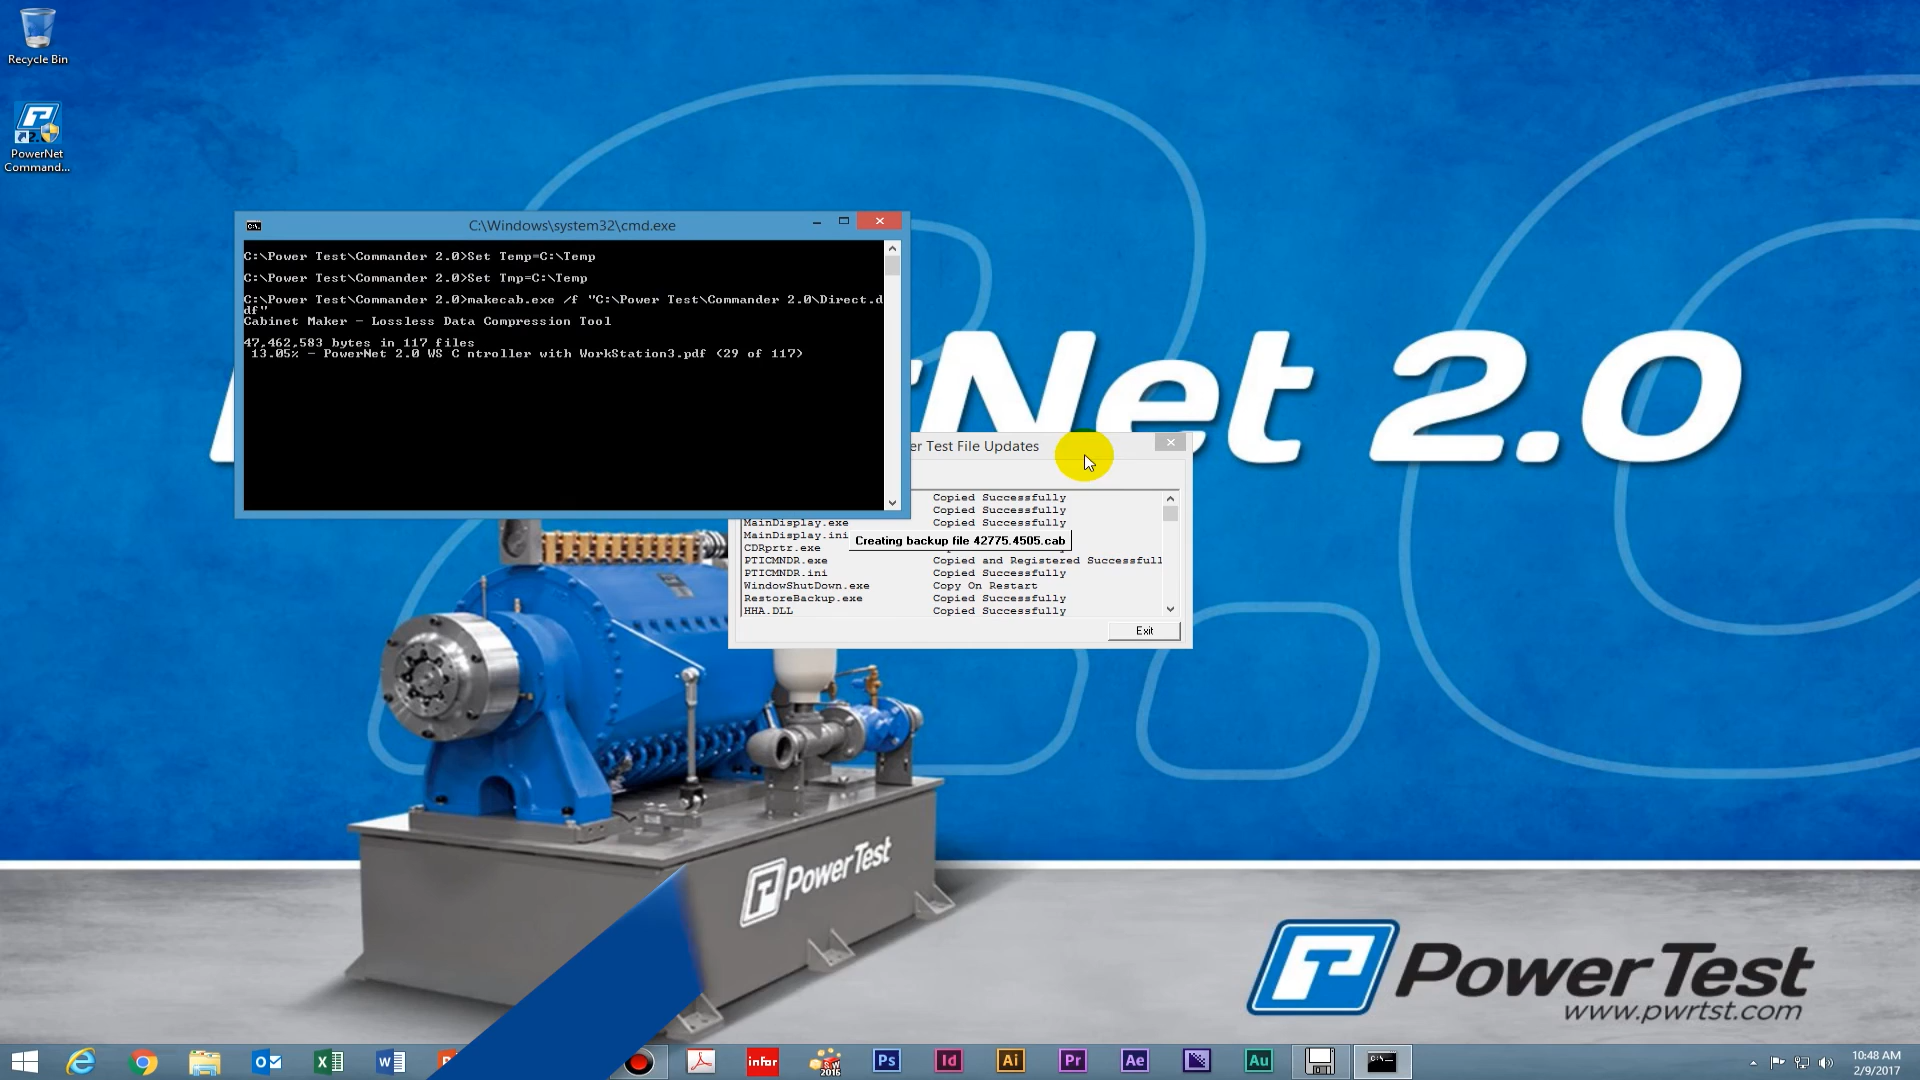 Recycle Bin
PowerNet
Command...
C:\Windows\system32\cmd.exe
C:\Power Test\Commander 2.0>Set Temp=C:\Temp
C:\Power Test\Commander 2.0>Set Tmp=C:\Temp
C:\Power Test\Commander 2.0>makecab.exe /f "C:\Power Test\Commander 2.0\Direct.d
df"
Cabinet Maker - Lossless Data Compression Tool
47,462,583 bytes in 117 files
13.05% - PowerNet 2.0 WS C ntroller with WorkStation3.pdf (29 of 117)
rNet 2.0
er Test File Updates
Copied Successfully
Copied Successfully
MainDisplay.exe Copied Successfully
MainDisplay.ini
Creating backup file 42775.4505.cab
CDRprtr.exe
PTICMNDR.exe Copied and Registered Successfull
PTICMNDR.ini Copied Successfully
WindowShutDown.exe Copy On Restart
RestoreBackup.exe Copied Successfully
HHA.DLL Copied Successfully
Exit
PowerTest
PowerTest
www.pwrtst.com
infor
SW
2016
Ps
Id
Ai
Pr
Ae
Au
10:48 AM
2/9/2017